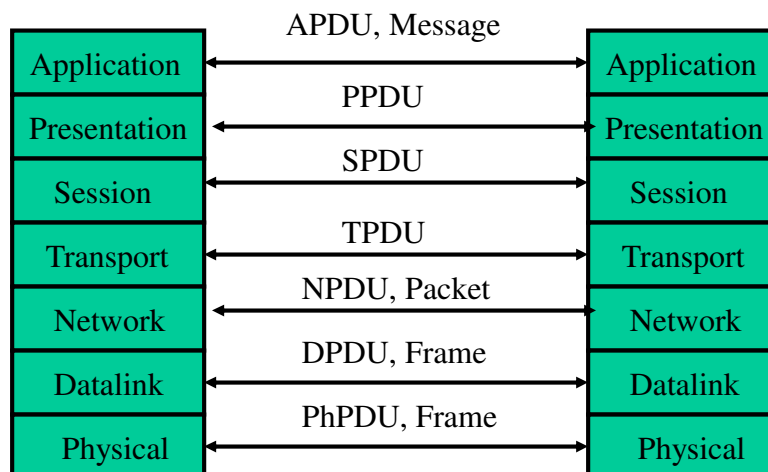 APDU, Message
Application Application
PPDU
Presentation Presentation
SPDU
Session Session
TPDU
Transport Transport
NPDU, Packet
Network Network
DPDU, Frame
Datalink Datalink
PhPDU, Frame
Physical Physical